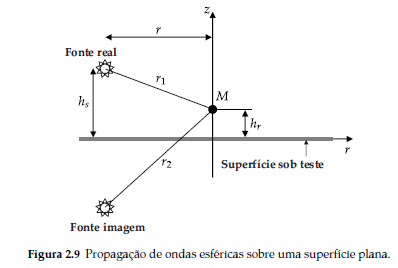 z
r
Fonte real
r₁
M
hₛ
hᵣ
r
r₂
Superfície sob teste
Fonte imagem
Figura 2.9 Propagação de ondas esféricas sobre uma superfície plana.